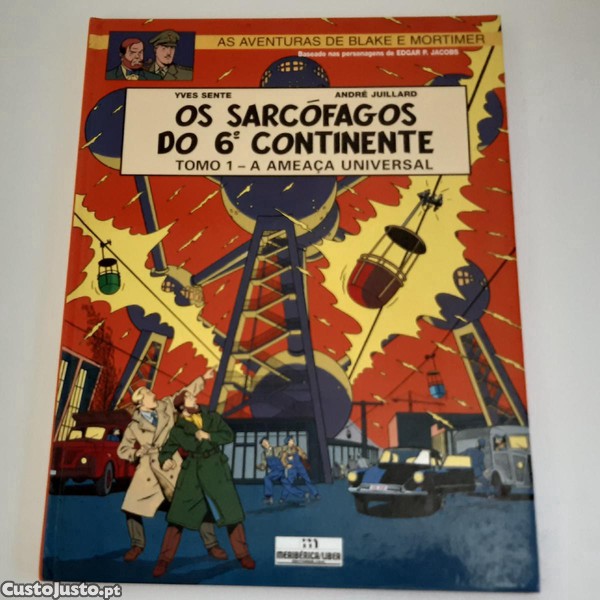 AS AVENTURAS DE BLAKE E MORTIMER
Baseado nas personagens de EDGAR P. JACOBS
YVES SENTE ANDRÉ JUILLARD
OS SARCÓFAGOS
DO 6º CONTINENTE
TOMO 1 - A AMEAÇA UNIVERSAL
MERIBÉRICA/LIBER
CustoJusto.pt